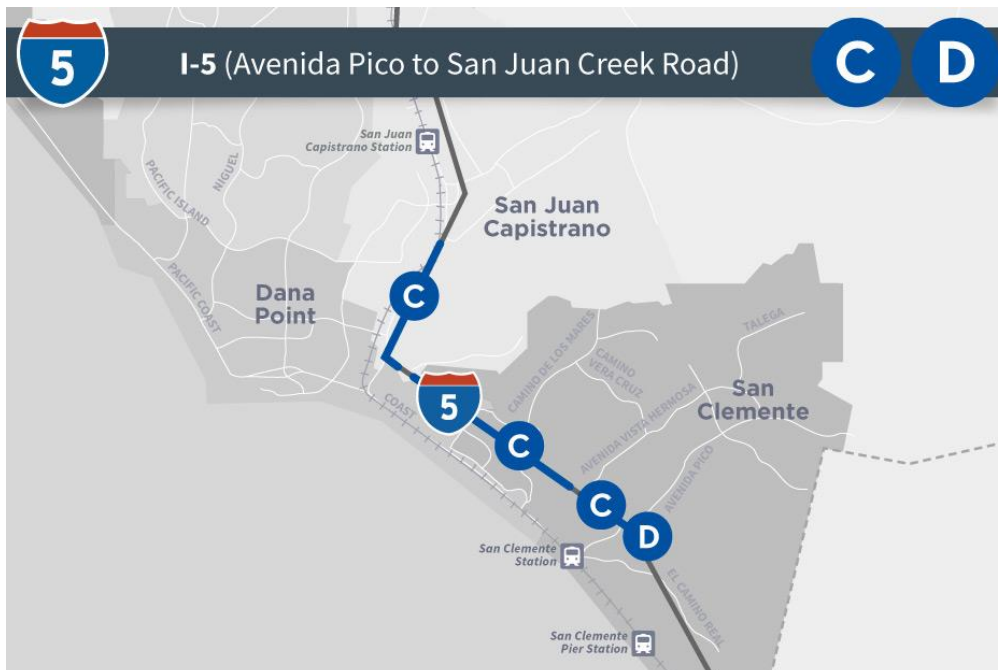 5
I-5 (Avenida Pico to San Juan Creek Road)
C
D
San Juan
Capistrano Station
PACIFIC ISLAND
NIGUEL
San Juan
Capistrano
C
PACIFIC COAST
Dana
Point
TALEGA
CAMINO DE LOS MARES
CAMINO
VERA CRUZ
5
COAST
San
Clemente
AVENIDA VISTA HERMOSA
C
AVENIDA PICO
C
D
San Clemente
Station
EL CAMINO REAL
San Clemente
Pier Station